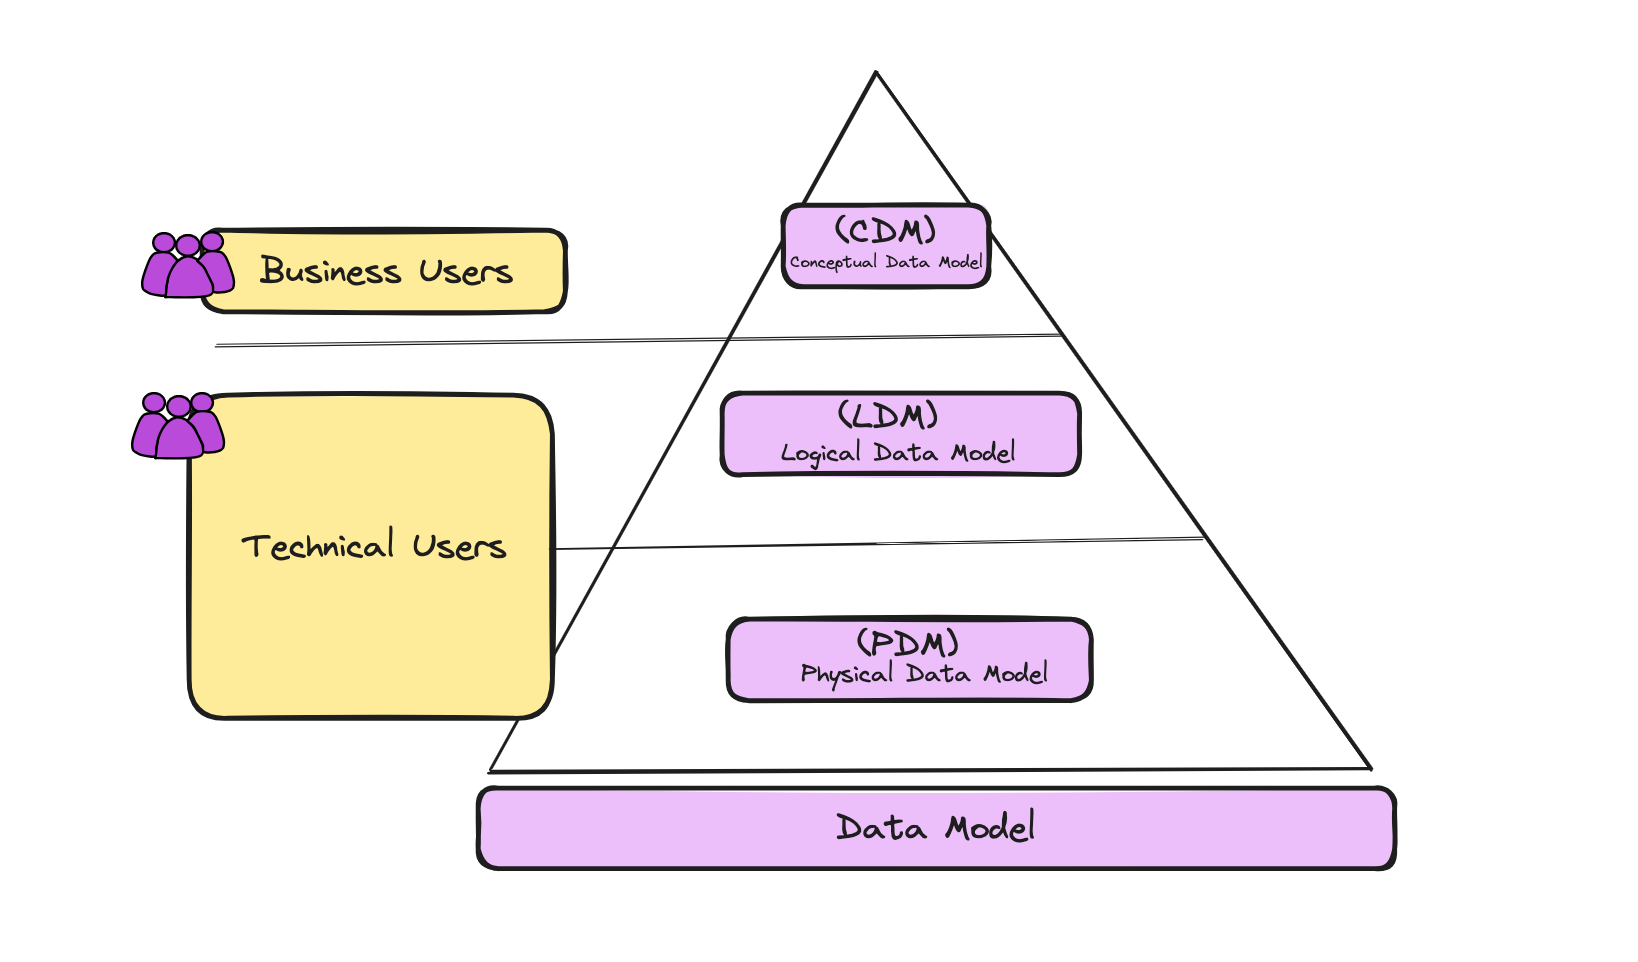 (CDM)
Conceptual Data Model
Business Users
(LDM)
Logical Data Model
Technical Users
(PDM)
Physical Data Model
Data Model